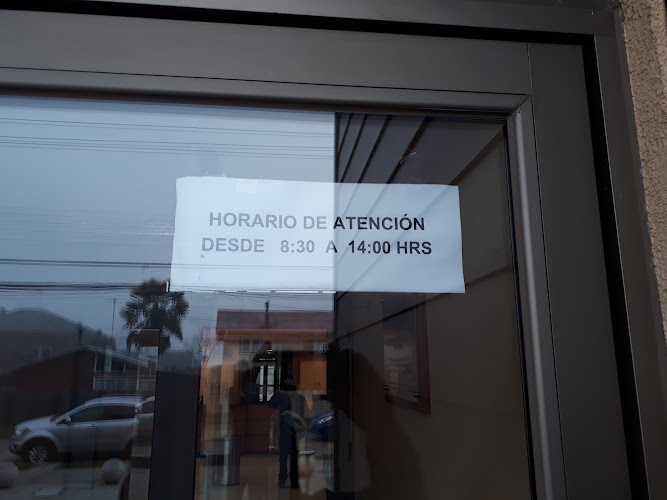 HORARIO DE ATENCIÓN
DESDE 8:30 A 14:00 HRS